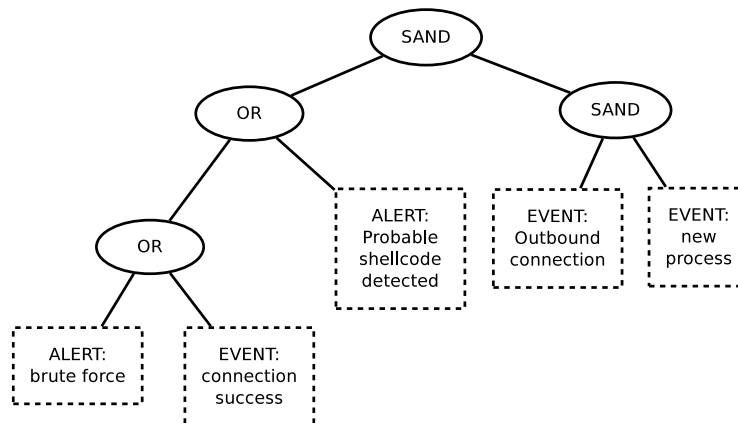 SAND
OR
SAND
ALERT:
Probable
shellcode
detected
EVENT:
Outbound
connection
EVENT:
new
process
OR
ALERT:
brute force
EVENT:
connection
success